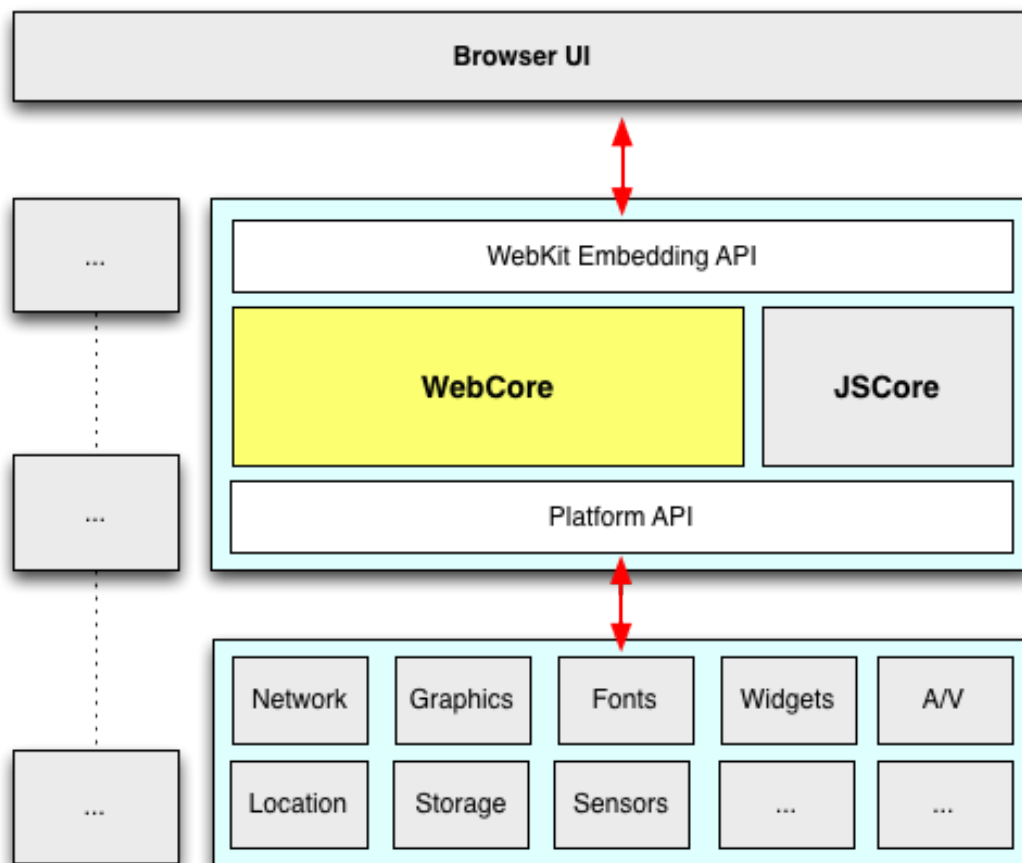 Browser UI
...
WebKit Embedding API
WebCore
JSCore
...
Platform API
Network
Graphics
Fonts
Widgets
A/V
...
Location
Storage
Sensors
...
...